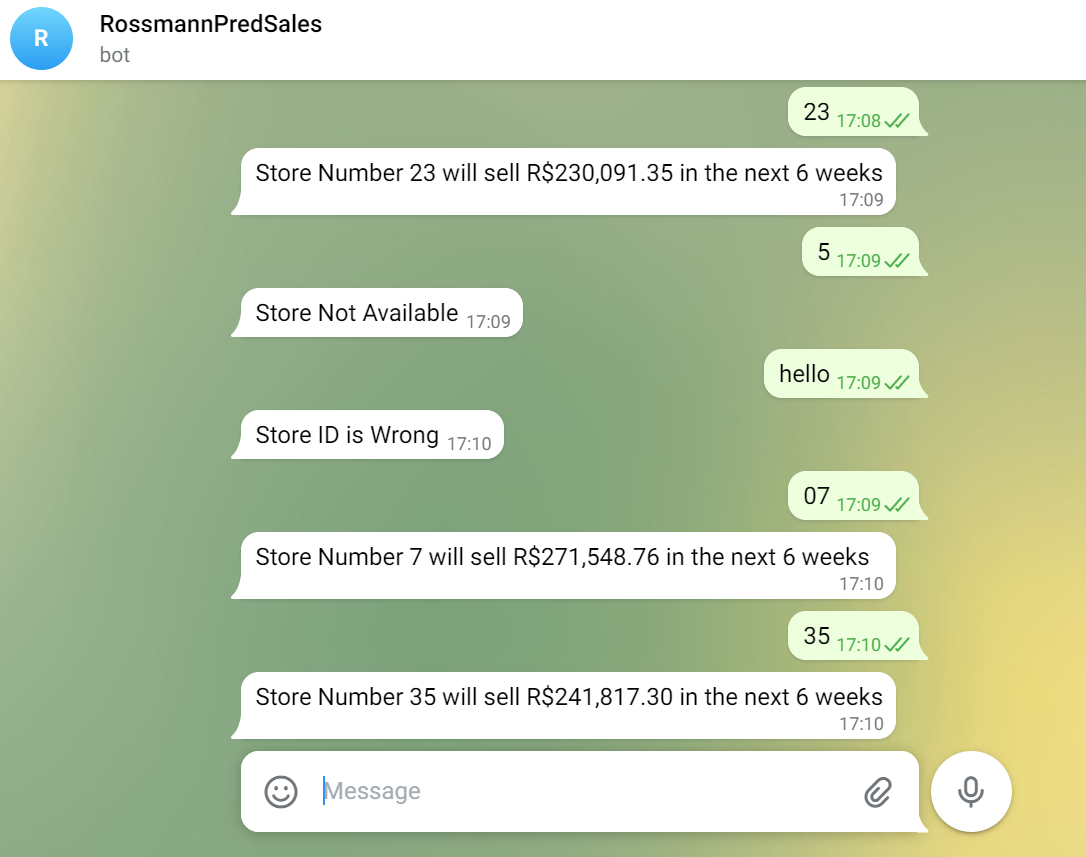 R
RossmannPredSales
bot
23 17:08
Store Number 23 will sell R$230,091.35 in the next 6 weeks
17:09
5 17:09
Store Not Available 17:09
hello 17:09
Store ID is Wrong 17:10
07 17:09
Store Number 7 will sell R$271,548.76 in the next 6 weeks
17:10
35 17:10
Store Number 35 will sell R$241,817.30 in the next 6 weeks
17:10
Message